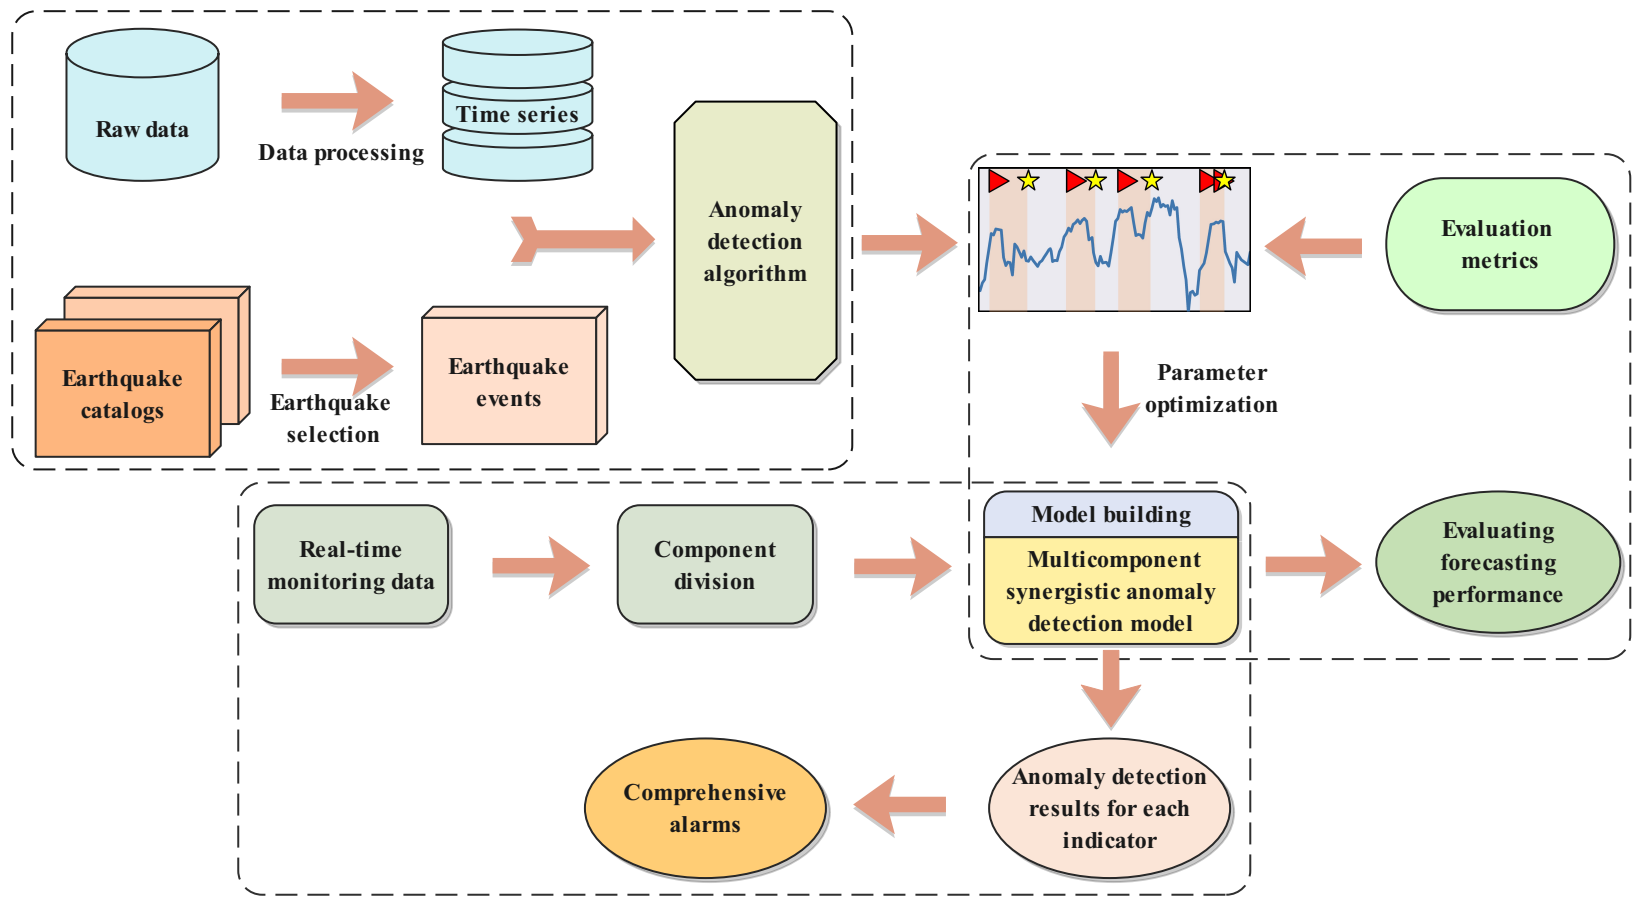 Raw data
Data processing
Time series
Anomaly
detection
algorithm
Earthquake
catalogs
Earthquake
selection
Earthquake
events
Evaluation
metrics
Parameter
optimization
Real-time
monitoring data
Component
division
Model building
Multicomponent
synergistic anomaly
detection model
Evaluating
forecasting
performance
Anomaly detection
results for each
indicator
Comprehensive
alarms